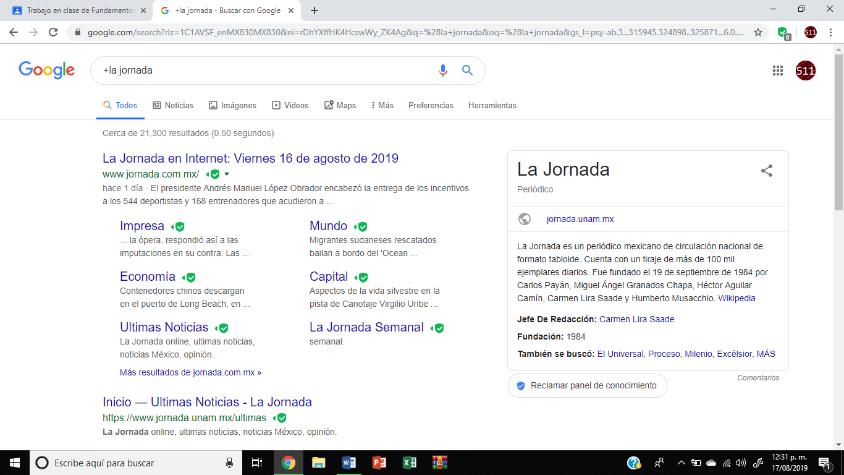 Trabajo en clase de Fundamento
+la jornada - Buscar con Google
google.com/search?rlz=1C1AVSF_enMX830MX830&ei=rDhYXffHK4HcswWy_ZK4Ag&q=%2Bla+jornada&oq=%2Bla+jornada&gs_l=psy-ab.3...315945.324898..325871...6.0....
511
Google
+la jornada
511
Todos
Noticias
Imágenes
Videos
Maps
Más
Preferencias
Herramientas
Cerca de 21,300 resultados (0.50 segundos)
La Jornada en Internet: Viernes 16 de agosto de 2019
www.jornada.com.mx/
hace 1 día - El presidente Andrés Manuel López Obrador encabezó la entrega de los incentivos
a los 544 deportistas y 168 entrenadores que acudieron a ...
Impresa
... la ópera, respondió así a las
imputaciones en su contra: Las ...
Mundo
Migrantes sudaneses rescatados
bailan a bordo del 'Ocean ...
Economía
Contenedores chinos descargan
en el puerto de Long Beach, en ...
Capital
Aspectos de la vida silvestre en la
pista de Canotaje Virgilio Uribe ...
Ultimas Noticias
La Jornada online, ultimas noticias,
noticias México, opinión.
La Jornada Semanal
semanal.
Más resultados de jornada.com.mx »
Inicio — Ultimas Noticias - La Jornada
https://www.jornada.unam.mx/ultimas
La Jornada online, ultimas noticias, noticias México, opinión.
La Jornada
Periódico
jornada.unam.mx
La Jornada es un periódico mexicano de circulación nacional de
formato tabloide. Cuenta con un tiraje de más de 100 mil
ejemplares diarios. Fue fundado el 19 de septiembre de 1984 por
Carlos Payán, Miguel Ángel Granados Chapa, Héctor Aguilar
Camín, Carmen Lira Saade y Humberto Musacchio. Wikipedia
Jefe De Redacción: Carmen Lira Saade
Fundación: 1984
También se buscó: El Universal, Proceso, Milenio, Excélsior, MÁS
Comentarios
Reclamar panel de conocimiento
Escribe aquí para buscar
12:31 p. m.
17/08/2019
1